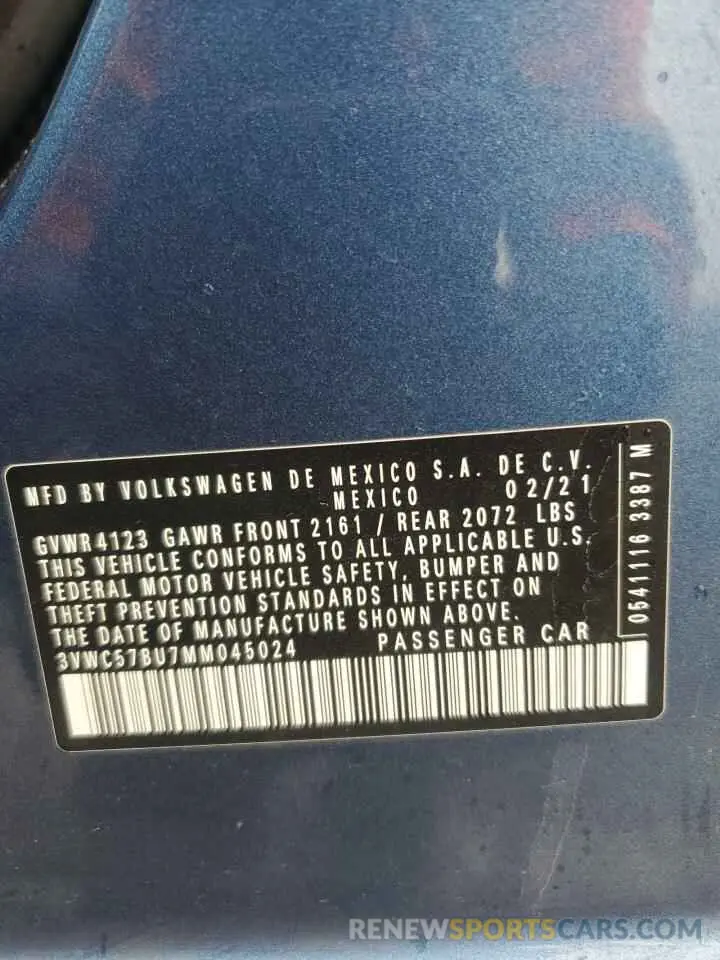 MFD BY VOLKSWAGEN DE MEXICO S.A. DE C.V.
MEXICO 02/21
GVWR 4123 GAWR FRONT 2161 / REAR 2072 LBS
THIS VEHICLE CONFORMS TO ALL APPLICABLE U.S.
FEDERAL MOTOR VEHICLE SAFETY, BUMPER AND
THEFT PREVENTION STANDARDS IN EFFECT ON
THE DATE OF MANUFACTURE SHOWN ABOVE.
3VWC57BU7MM045024 PASSENGER CAR
0541116 3387 M
RENEWSPORTSCARS.COM